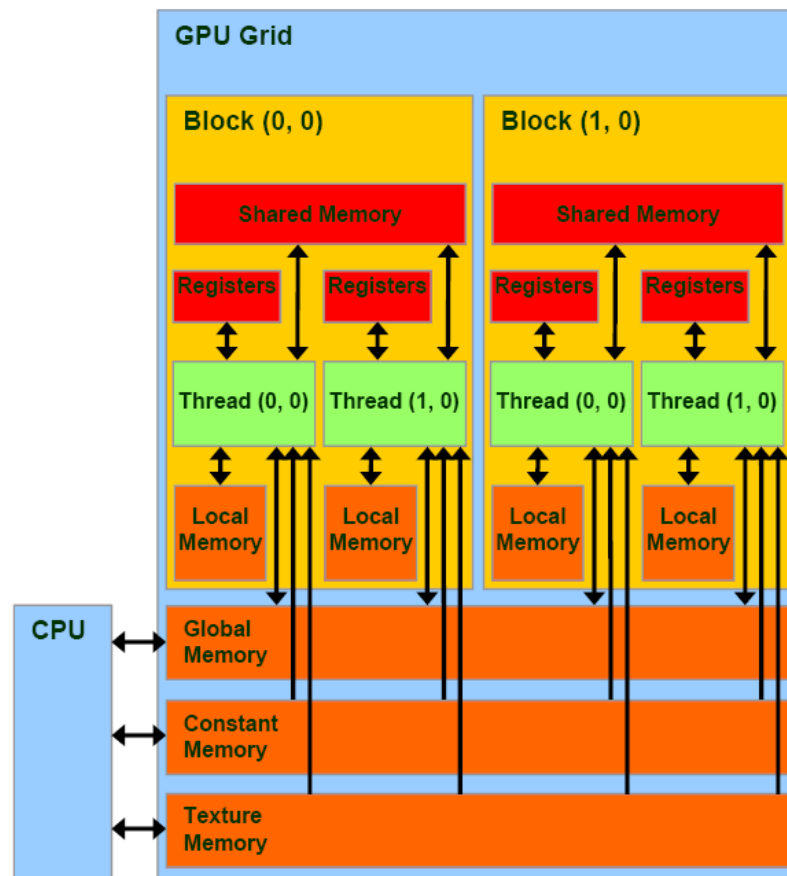 GPU Grid
Block (0, 0)
Block (1, 0)
Shared Memory
Shared Memory
Registers
Registers
Registers
Registers
Thread (0, 0)
Thread (1, 0)
Thread (0, 0)
Thread (1, 0)
Local
Memory
Local
Memory
Local
Memory
Local
Memory
CPU
Global
Memory
Constant
Memory
Texture
Memory